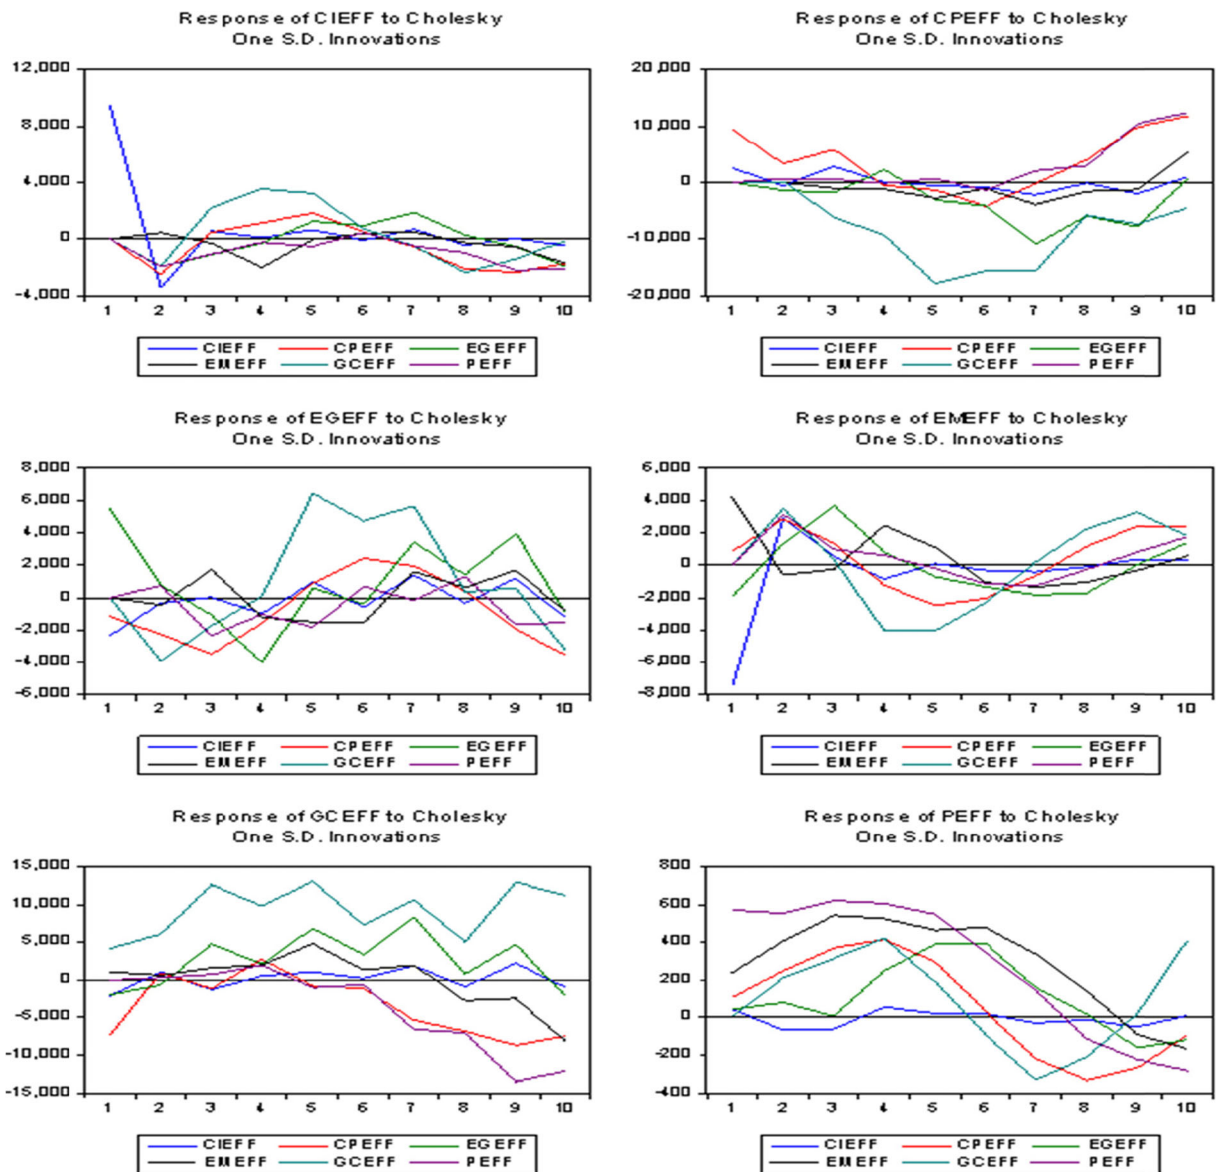 Response of CIEFF to Cholesky
One S.D. Innovations
12,000
8,000
4,000
0
-4,000
1 2 3 4 5 6 7 8 9 10
CIEFF CPEFF EGEFF
EMEFF GCEFF PEFF
Response of CPEFF to Cholesky
One S.D. Innovations
20,000
10,000
0
-10,000
-20,000
1 2 3 4 5 6 7 8 9 10
CIEFF CPEFF EGEFF
EMEFF GCEFF PEFF
Response of EGEFF to Cholesky
One S.D. Innovations
8,000
6,000
4,000
2,000
0
-2,000
-4,000
-6,000
1 2 3 4 5 6 7 8 9 10
CIEFF CPEFF EGEFF
EMEFF GCEFF PEFF
Response of EMEFF to Cholesky
One S.D. Innovations
6,000
4,000
2,000
0
-2,000
-4,000
-6,000
-8,000
1 2 3 4 5 6 7 8 9 10
CIEFF CPEFF EGEFF
EMEFF GCEFF PEFF
Response of GCEFF to Cholesky
One S.D. Innovations
15,000
10,000
5,000
0
-5,000
-10,000
-15,000
1 2 3 4 5 6 7 8 9 10
CIEFF CPEFF EGEFF
EMEFF GCEFF PEFF
Response of PEFF to Cholesky
One S.D. Innovations
800
600
400
200
0
-200
-400
1 2 3 4 5 6 7 8 9 10
CIEFF CPEFF EGEFF
EMEFF GCEFF PEFF